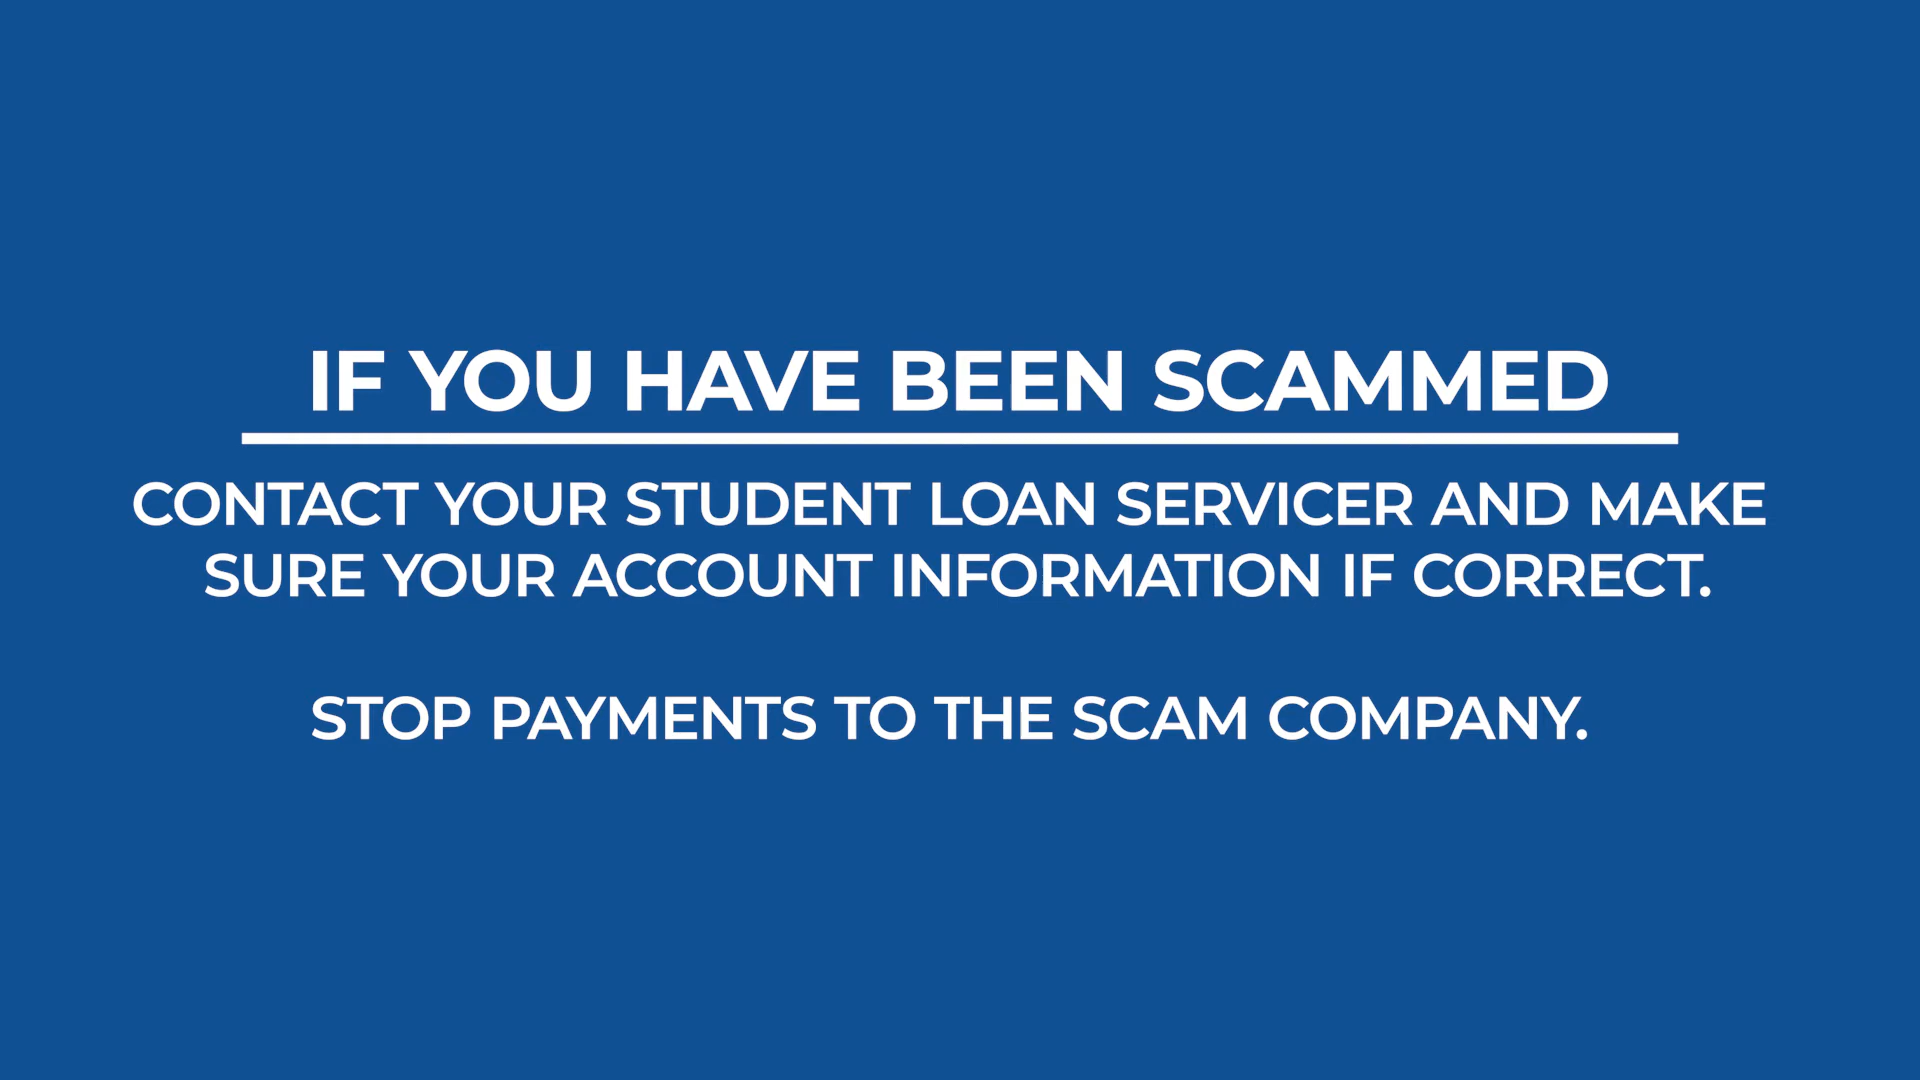 IF YOU HAVE BEEN SCAMMED
CONTACT YOUR STUDENT LOAN SERVICER AND MAKE
SURE YOUR ACCOUNT INFORMATION IF CORRECT.
STOP PAYMENTS TO THE SCAM COMPANY.